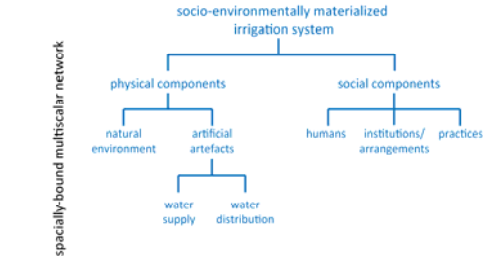 socio-environmentally materialized
irrigation system
physical components
social components
natural
environment
artificial
artefacts
humans
institutions/
arrangements
practices
water
supply
water
distribution
spacially-bound multiscalar network